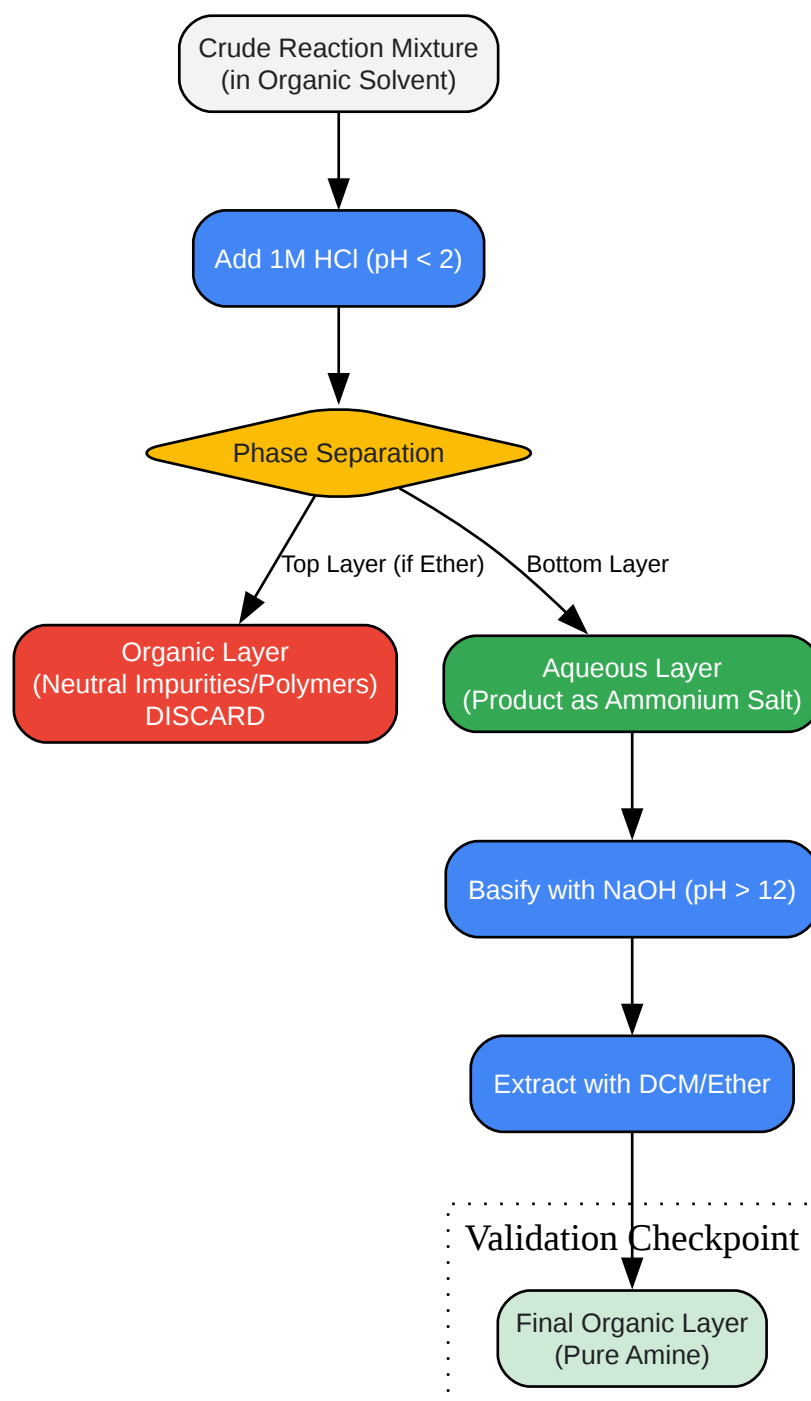 Crude Reaction Mixture
(in Organic Solvent)
Add 1M HCl (pH < 2)
Phase Separation
Top Layer (if Ether)
Bottom Layer
Organic Layer
(Neutral Impurities/Polymers)
DISCARD
Aqueous Layer
(Product as Ammonium Salt)
Basify with NaOH (pH > 12)
Extract with DCM/Ether
Validation Checkpoint
Final Organic Layer
(Pure Amine)